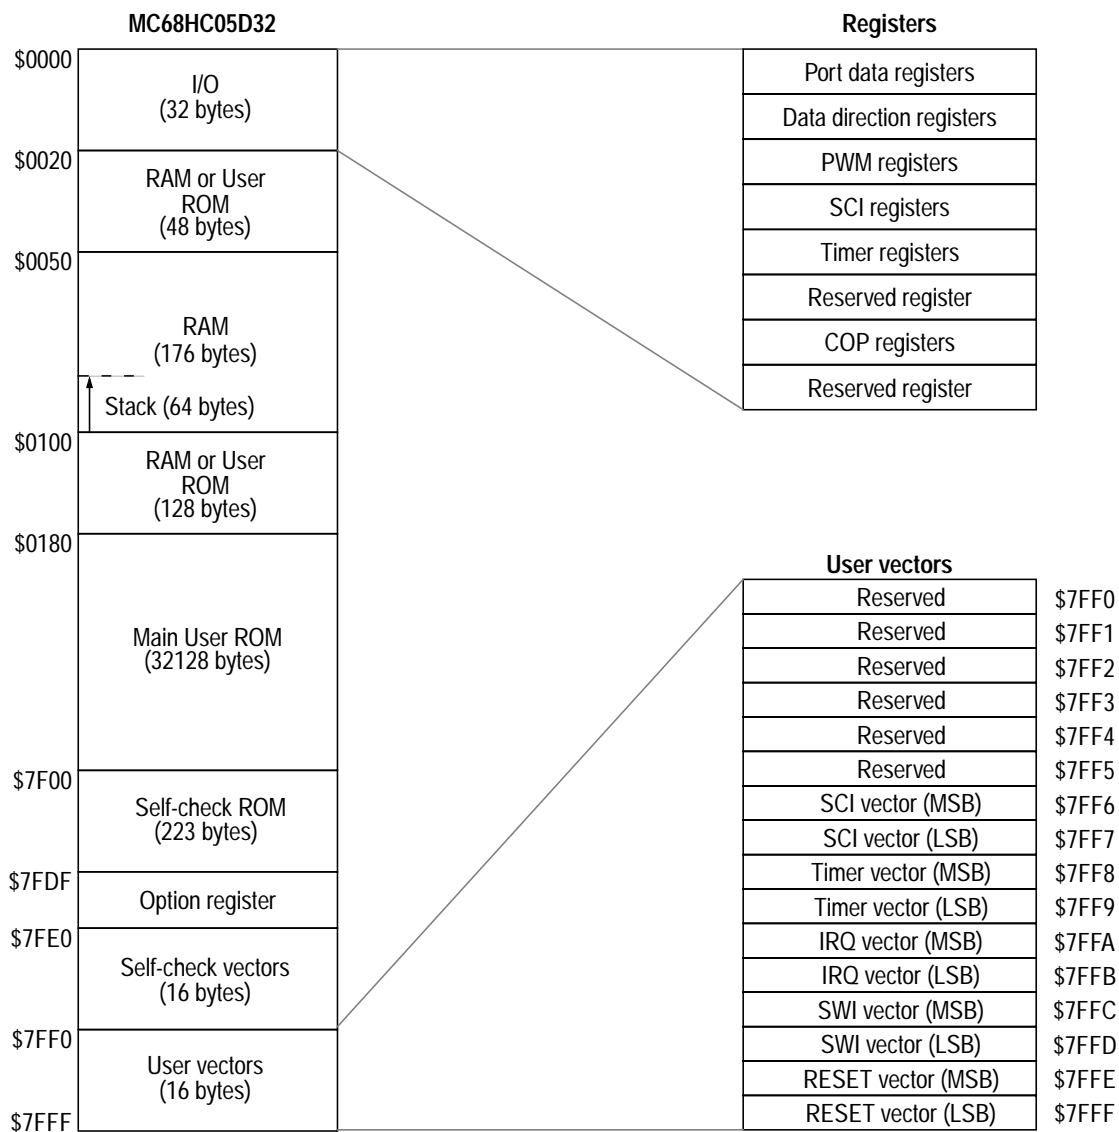 MC68HC05D32
$0000
I/O
(32 bytes)
$0020
RAM or User
ROM
(48 bytes)
$0050
RAM
(176 bytes)
Stack (64 bytes)
$0100
RAM or User
ROM
(128 bytes)
$0180
Main User ROM
(32128 bytes)
$7F00
Self-check ROM
(223 bytes)
$7FDF
Option register
$7FE0
Self-check vectors
(16 bytes)
$7FF0
User vectors
(16 bytes)
$7FFF
Registers
Port data registers
Data direction registers
PWM registers
SCI registers
Timer registers
Reserved register
COP registers
Reserved register
User vectors
Reserved $7FF0
Reserved $7FF1
Reserved $7FF2
Reserved $7FF3
Reserved $7FF4
Reserved $7FF5
SCI vector (MSB) $7FF6
SCI vector (LSB) $7FF7
Timer vector (MSB) $7FF8
Timer vector (LSB) $7FF9
IRQ vector (MSB) $7FFA
IRQ vector (LSB) $7FFB
SWI vector (MSB) $7FFC
SWI vector (LSB) $7FFD
RESET vector (MSB) $7FFE
RESET vector (LSB) $7FFF